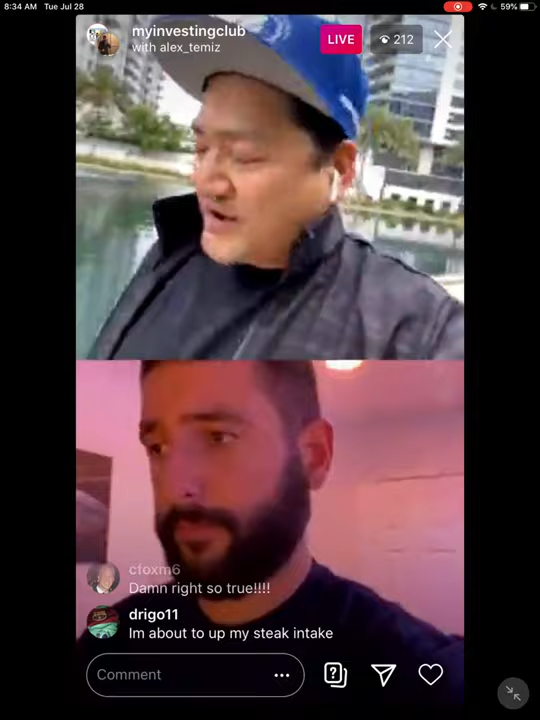 8:34 AM Tue Jul 28
59%
myinvestingclub
with alex_temiz
LIVE
212
cfoxm6
Damn right so true!!!!
drigo11
Im about to up my steak intake
Comment